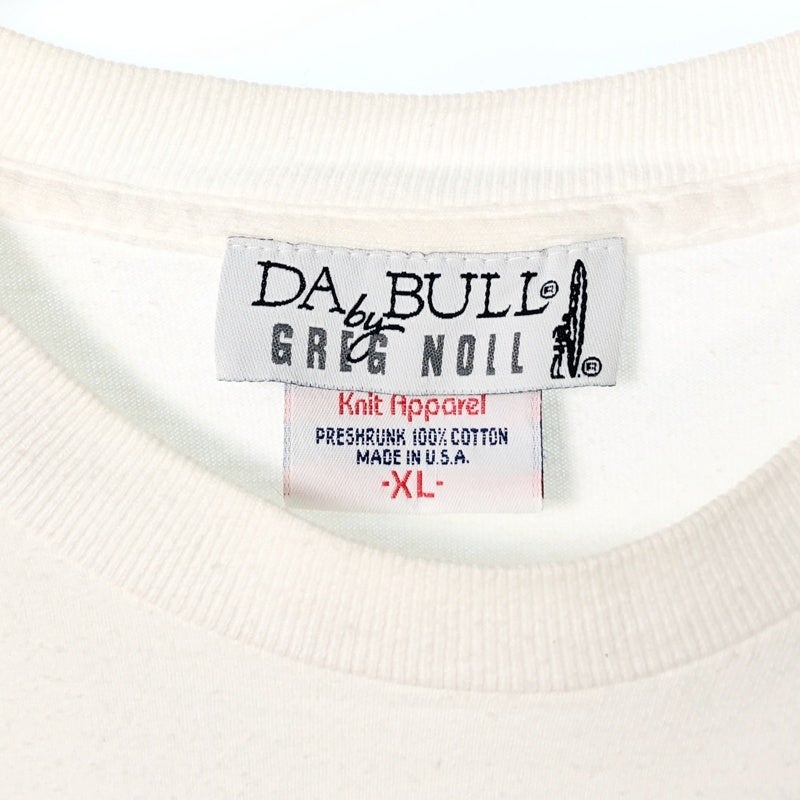 DA BULL®
by
GREG NOLL ®
Knit Apparel
PRESHRUNK 100% COTTON
MADE IN U.S.A.
-XL-